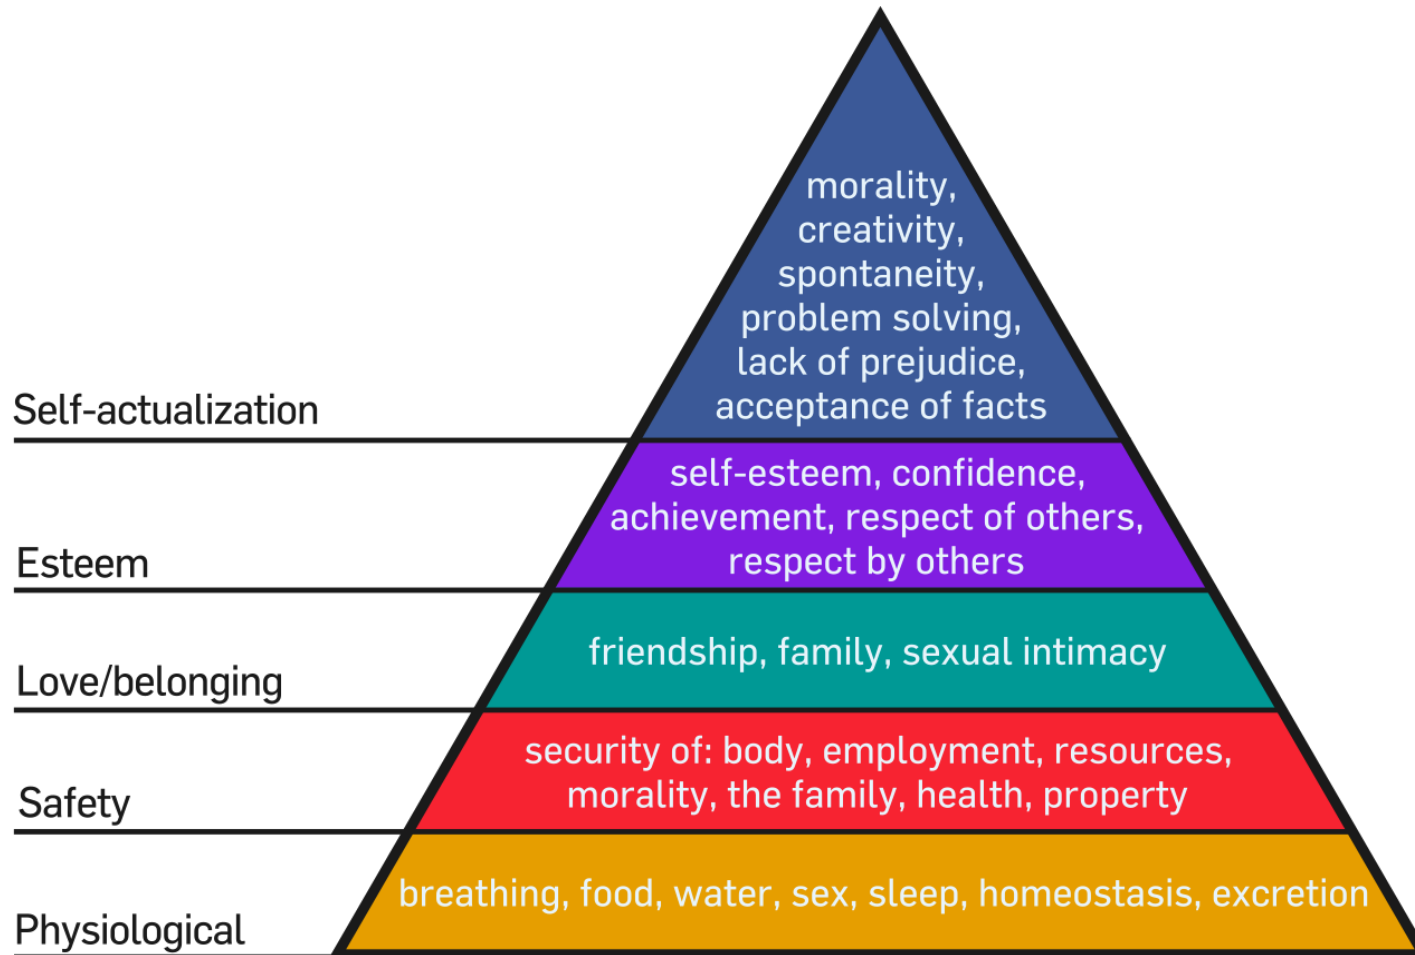 morality,
creativity,
spontaneity,
problem solving,
lack of prejudice,
acceptance of facts
Self-actualization
self-esteem, confidence,
achievement, respect of others,
respect by others
Esteem
friendship, family, sexual intimacy
Love/belonging
security of: body, employment, resources,
morality, the family, health, property
Safety
breathing, food, water, sex, sleep, homeostasis, excretion
Physiological